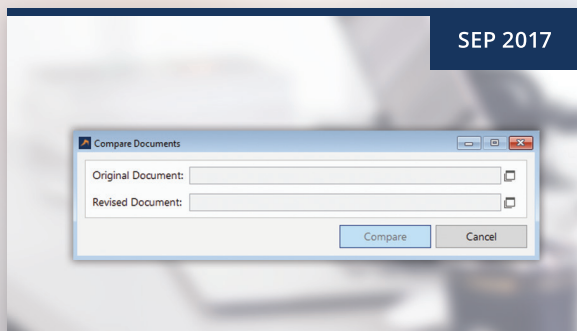 SEP 2017
Compare Documents
Original Document:
Revised Document:
Compare
Cancel